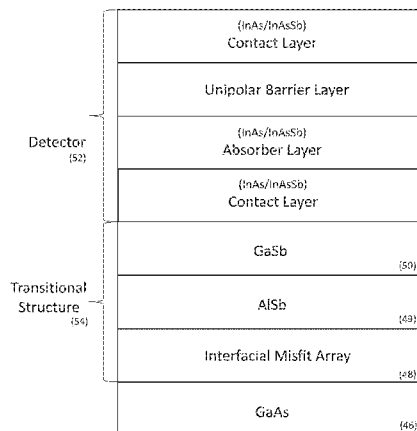 {InAs/InAsSb}
Contact Layer
Unipolar Barrier Layer
{InAs/InAsSb}
Absorber Layer
{InAs/InAsSb}
Contact Layer
Detector
(52)
GaSb
(50)
AlSb
(49)
Interfacial Misfit Array
(48)
Transitional
Structure
(54)
GaAs
(46)